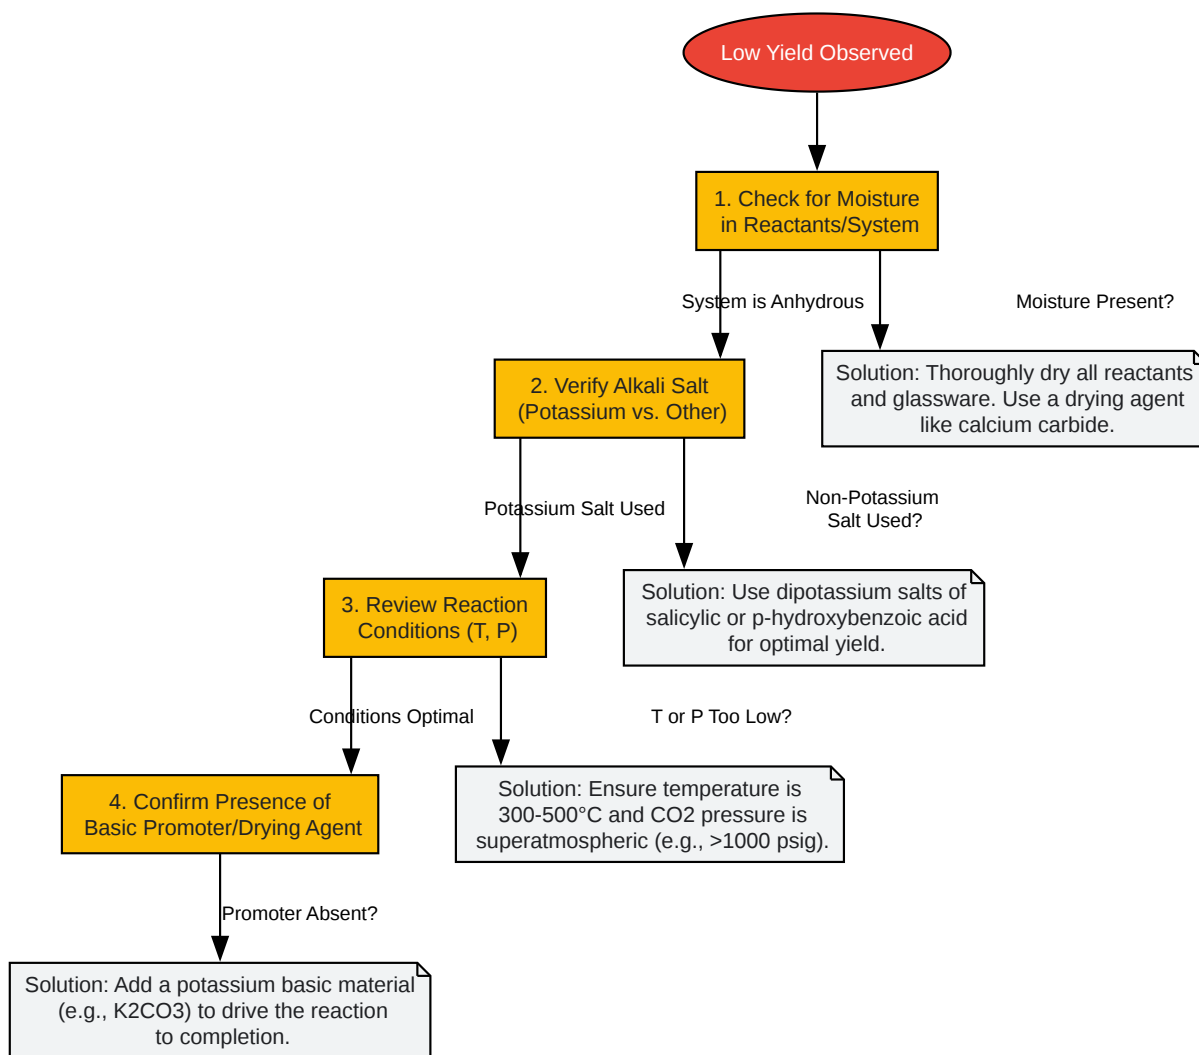 Low Yield Observed
1. Check for Moisture
in Reactants/System
System is Anhydrous
Moisture Present?
Solution: Thoroughly dry all reactants
and glassware. Use a drying agent
like calcium carbide.
2. Verify Alkali Salt
(Potassium vs. Other)
Potassium Salt Used
Non-Potassium
Salt Used?
Solution: Use dipotassium salts of
salicylic or p-hydroxybenzoic acid
for optimal yield.
3. Review Reaction
Conditions (T, P)
Conditions Optimal
T or P Too Low?
Solution: Ensure temperature is
300-500°C and CO2 pressure is
superatmospheric (e.g., >1000 psig).
4. Confirm Presence of
Basic Promoter/Drying Agent
Promoter Absent?
Solution: Add a potassium basic material
(e.g., K2CO3) to drive the reaction
to completion.